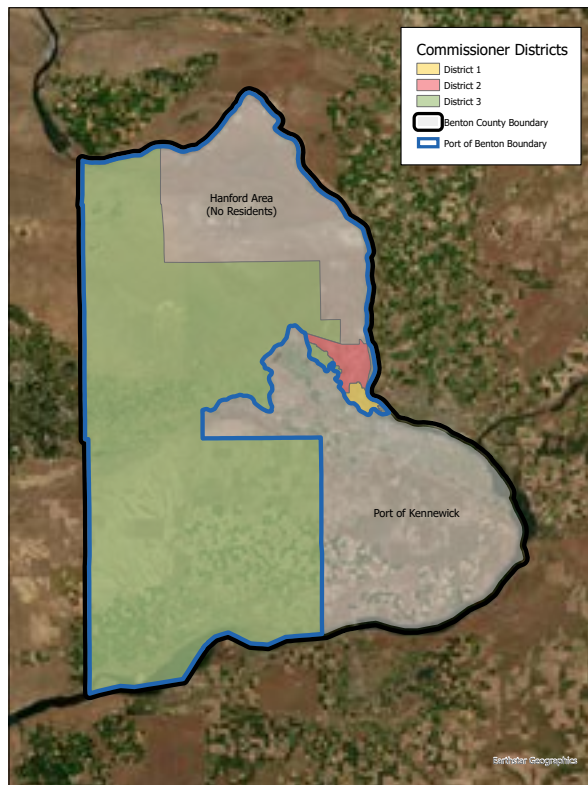 Commissioner Districts
District 1
District 2
District 3
Benton County Boundary
Port of Benton Boundary
Hanford Area
(No Residents)
Port of Kennewick
Earthstar Geographics